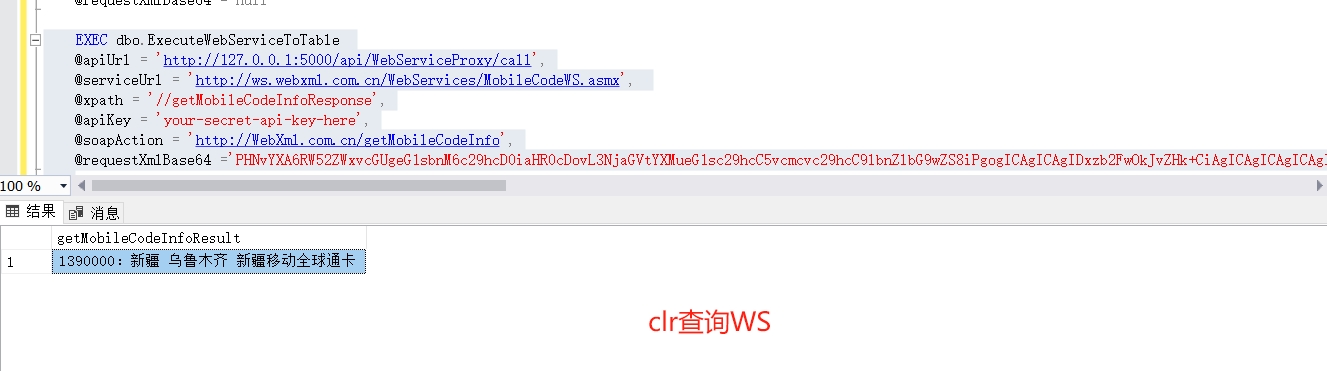 @requestXmlBase64 = null
EXEC dbo.ExecuteWebServiceToTable
@apiUrl = 'http://127.0.0.1:5000/api/WebServiceProxy/call',
@serviceUrl = 'http://ws.webxml.com.cn/WebServices/MobileCodeWS.asmx',
@xpath = '//getMobileCodeInfoResponse',
@apiKey = 'your-secret-api-key-here',
@soapAction = 'http://WebXml.com.cn/getMobileCodeInfo',
@requestXmlBase64 ='PHNvYXA6RW52ZWxvcGUgeG1sbnM6c29hcD0iaHR0cDovL3NjaGVtYXMueG1sc29hcC5vcmcvc29hcC9lbnZlbG9wZS8iPgogICAgICAgIDxzb2FwOkJvZHk+CiAgICAgICAgICAg
100 %
结果 消息
getMobileCodeInfoResult
1 1390000：新疆 乌鲁木齐 新疆移动全球通卡
clr查询WS